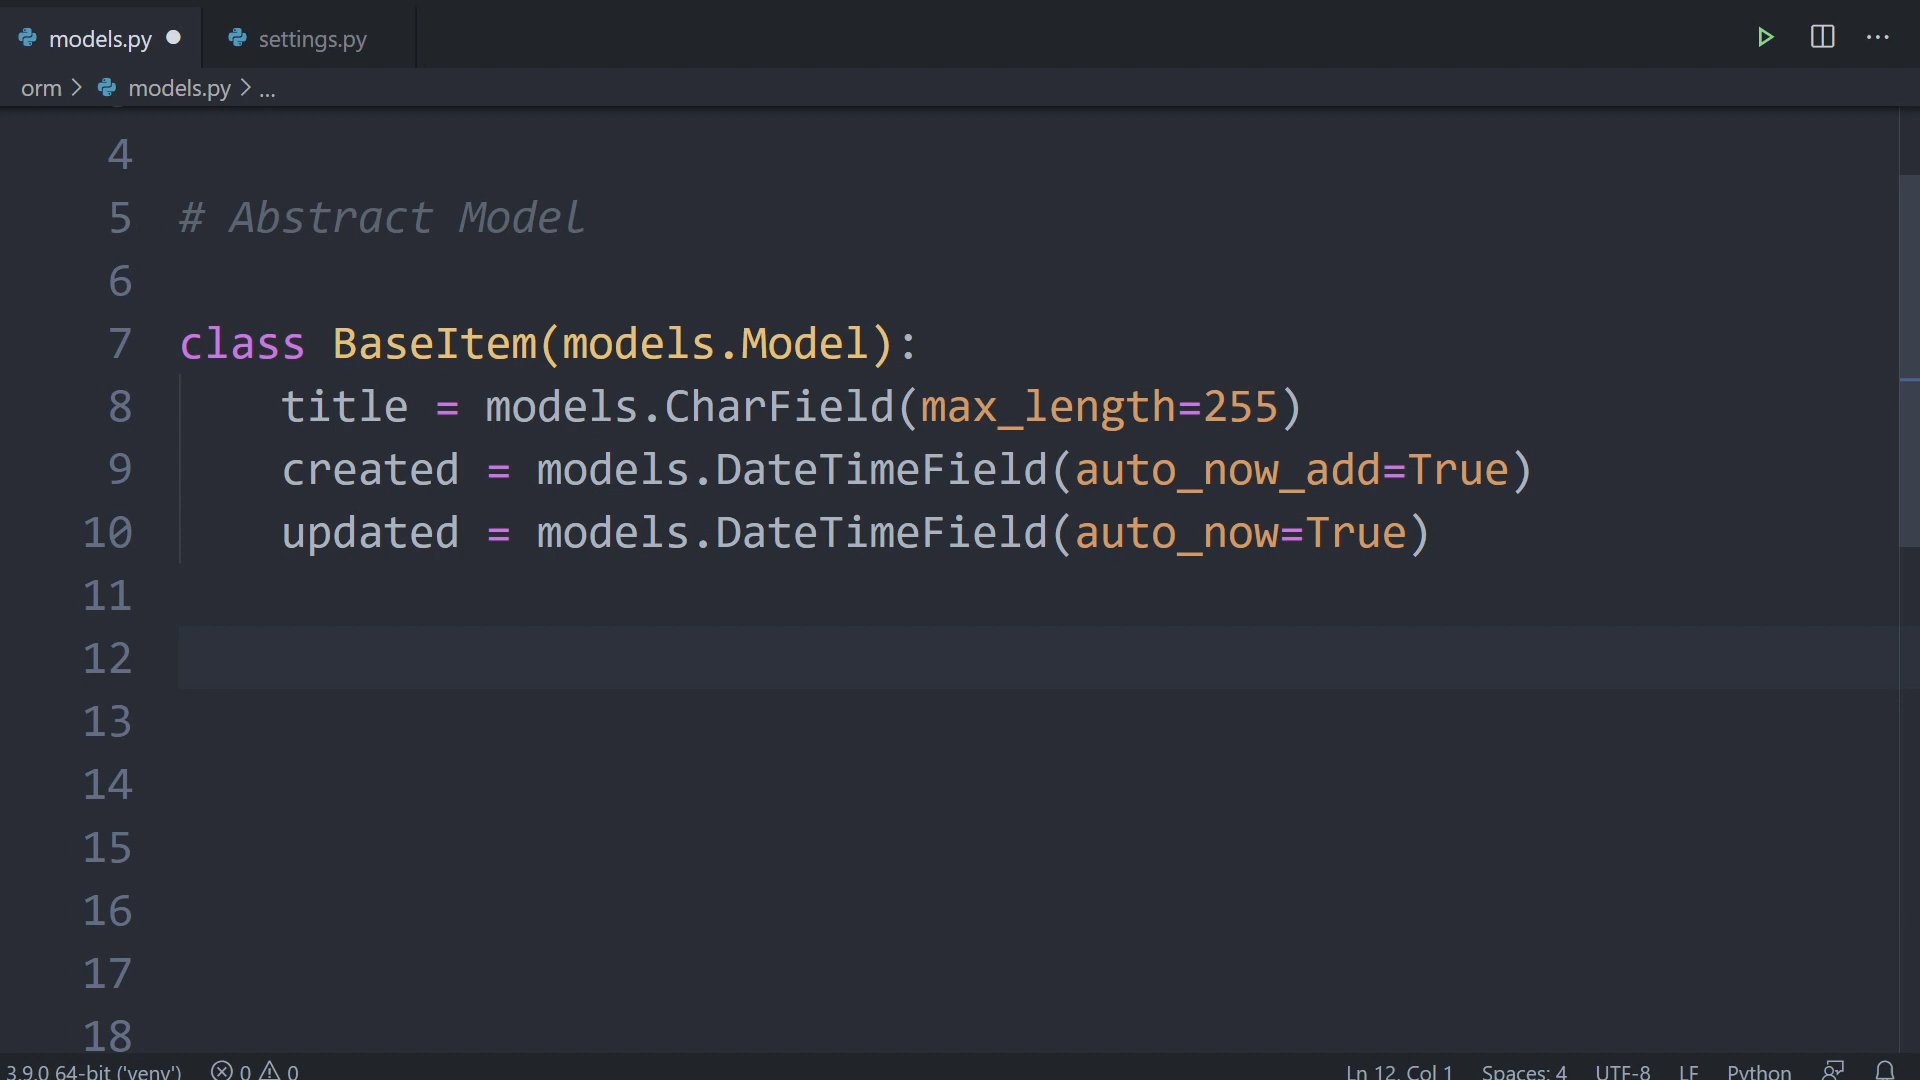 models.py
settings.py
orm > models.py > ...
4
5 # Abstract Model
6
7 class BaseItem(models.Model):
8 title = models.CharField(max_length=255)
9 created = models.DateTimeField(auto_now_add=True)
10 updated = models.DateTimeField(auto_now=True)
11
12
13
14
15
16
17
18
3.9.0 64-bit ('venv') 0 0 Ln 12, Col 1 Spaces: 4 UTF-8 LF Python